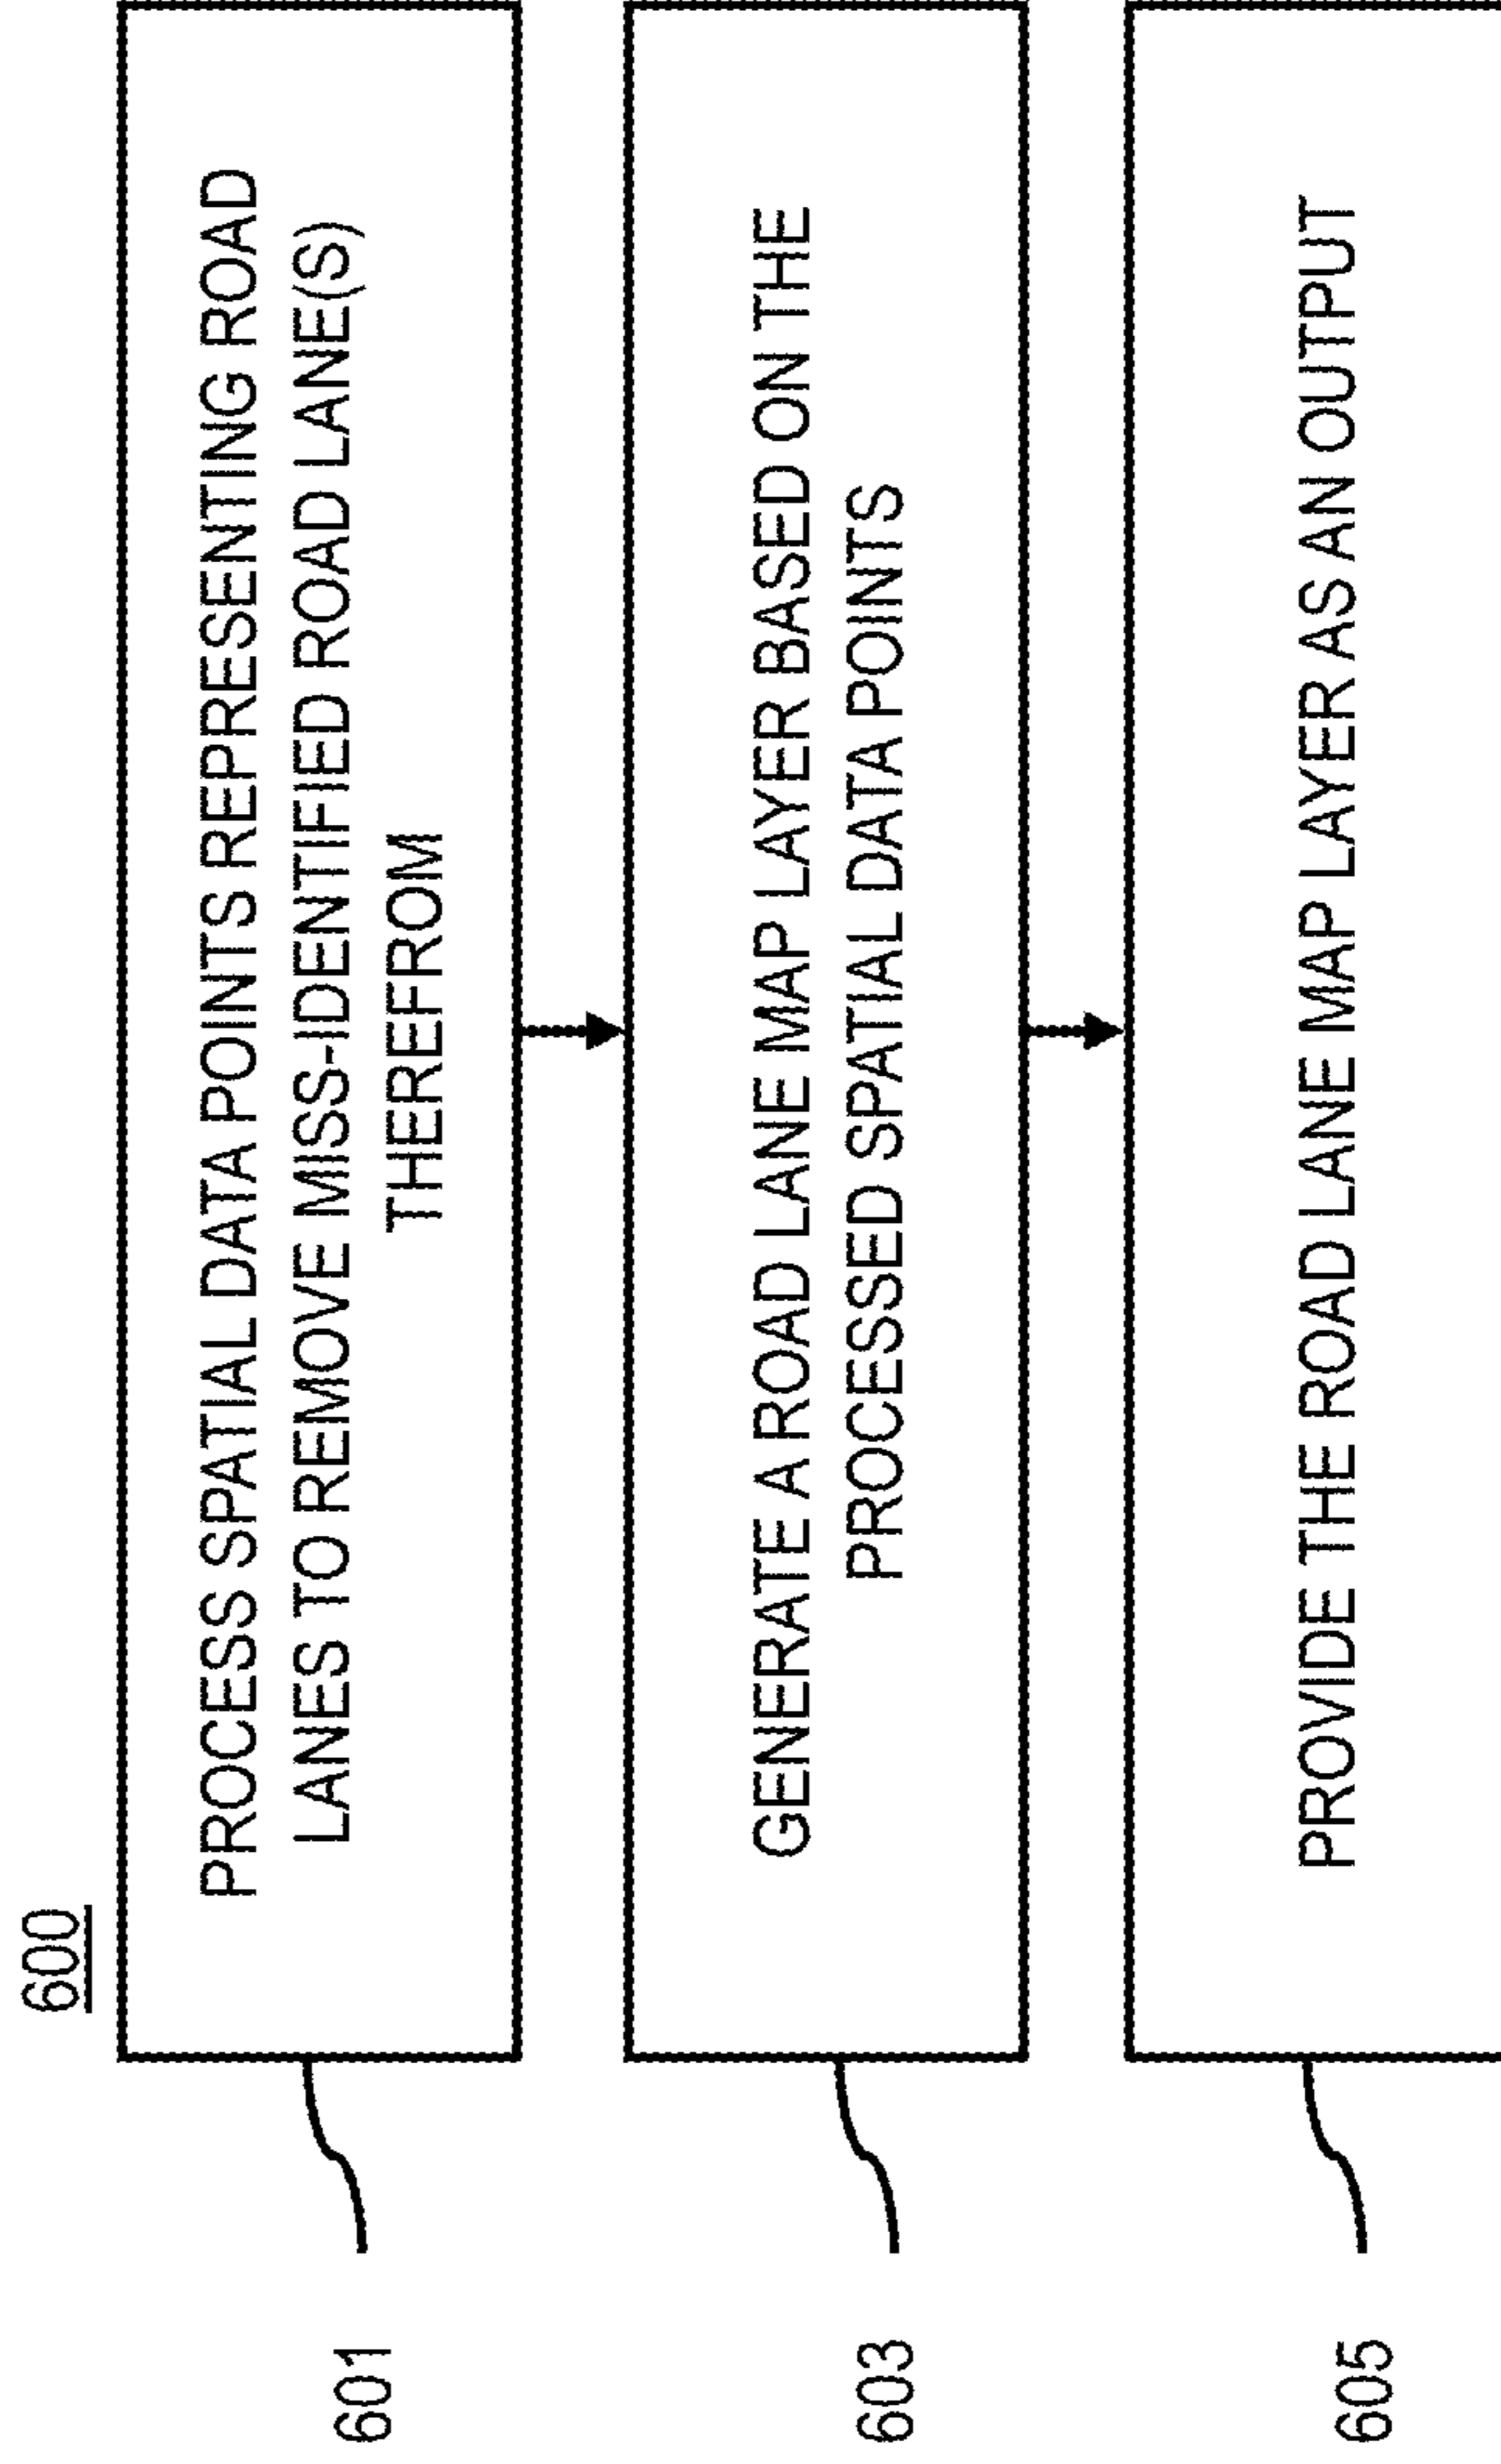 600
601
PROCESS SPATIAL DATA POINTS REPRESENTING ROAD
LANES TO REMOVE MISS-IDENTIFIED ROAD LANE(S)
THEREFROM
603
GENERATE A ROAD LANE MAP LAYER BASED ON THE
PROCESSED SPATIAL DATA POINTS
605
PROVIDE THE ROAD LANE MAP LAYER AS AN OUTPUT